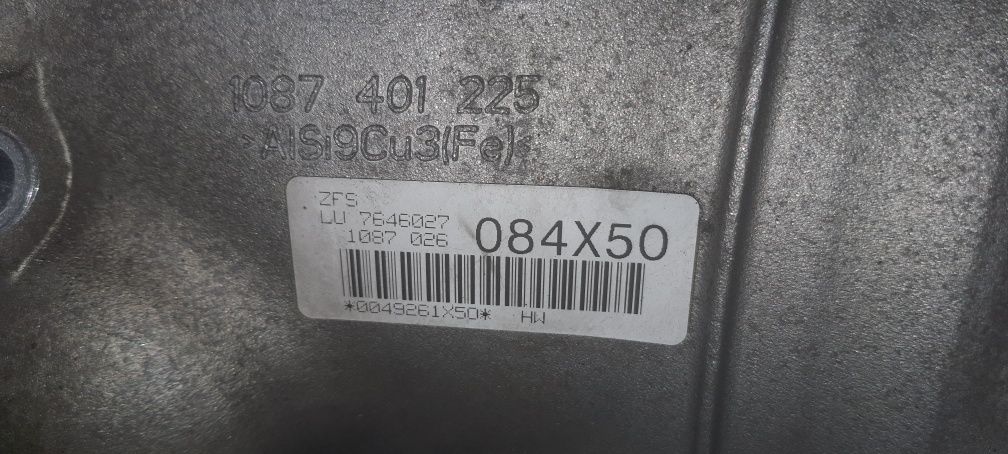 1087 401 225
>AlSi9Cu3(Fe)<
ZFS
LU 7646027
1087 026 084X50
*0049261X50* HW